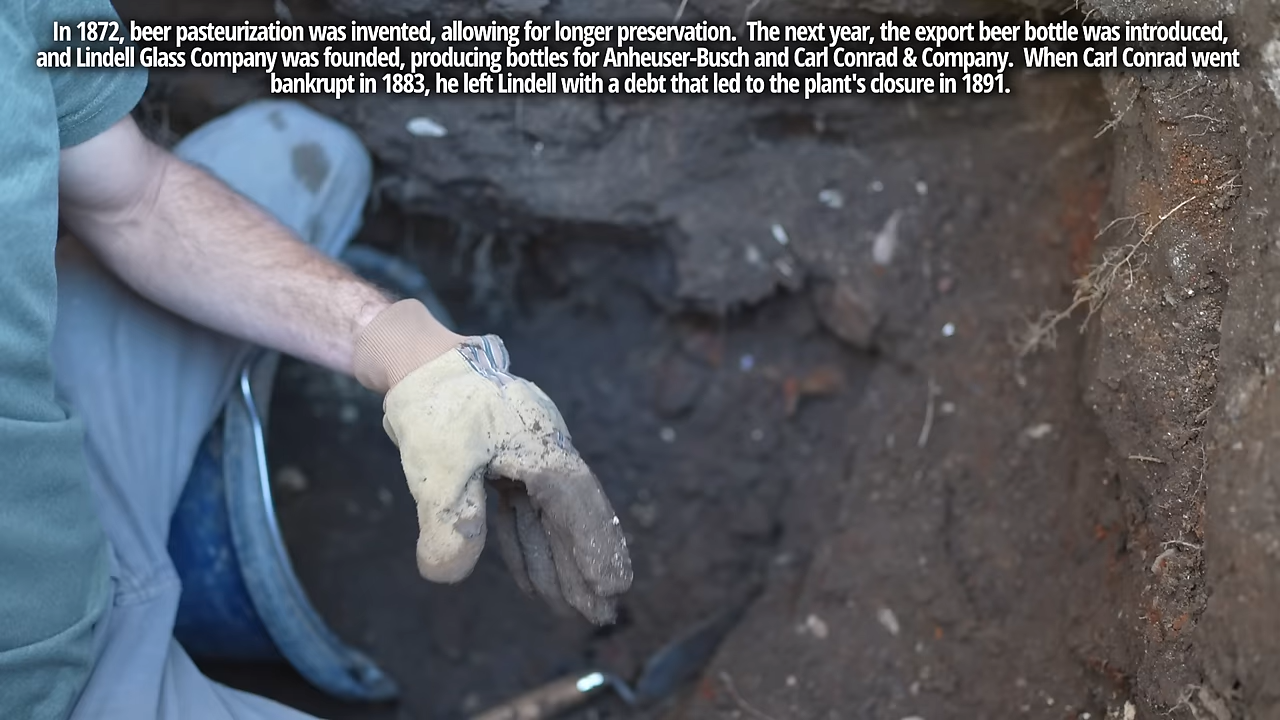 In 1872, beer pasteurization was invented, allowing for longer preservation.  The next year, the export beer bottle was introduced,
and Lindell Glass Company was founded, producing bottles for Anheuser-Busch and Carl Conrad & Company.  When Carl Conrad went
bankrupt in 1883, he left Lindell with a debt that led to the plant's closure in 1891.